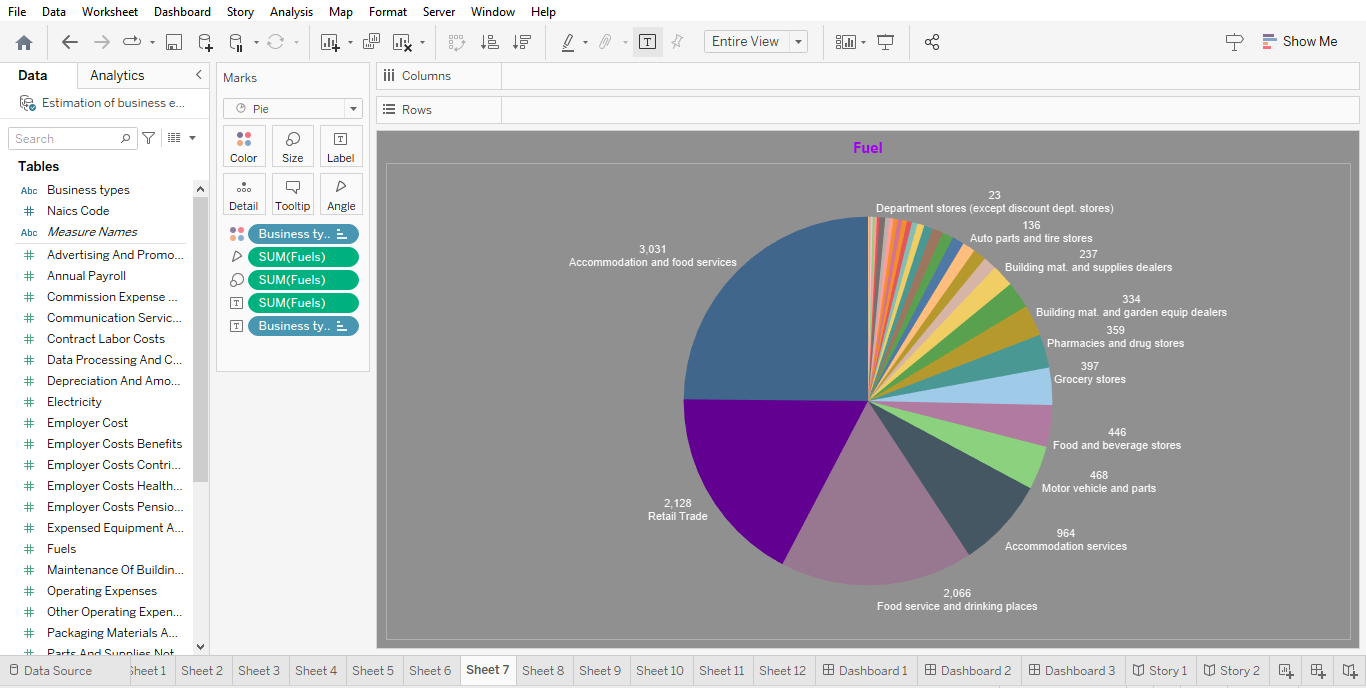 File Data Worksheet Dashboard Story Analysis Map Format Server Window Help
Entire View
Show Me
Data Analytics
Estimation of business e...
Search
Tables
Abc Business types
# Naics Code
Abc Measure Names
# Advertising And Promo...
# Annual Payroll
# Commission Expense ...
# Communication Servic...
# Contract Labor Costs
# Data Processing And C...
# Depreciation And Amo...
# Electricity
# Employer Cost
# Employer Costs Benefits
# Employer Costs Contri...
# Employer Costs Health...
# Employer Costs Pensio...
# Expensed Equipment A...
# Fuels
# Maintenance Of Buildin...
# Operating Expenses
# Other Operating Expen...
# Packaging Materials A...
# Parts And Supplies Not
Marks
Pie
Color Size T Label
Detail Tooltip Angle
Business ty..
SUM(Fuels)
SUM(Fuels)
T SUM(Fuels)
T Business ty..
Columns
Rows
Fuel
23
Department stores (except discount dept. stores)
136
Auto parts and tire stores
237
Building mat. and supplies dealers
334
Building mat. and garden equip dealers
359
Pharmacies and drug stores
397
Grocery stores
446
Food and beverage stores
468
Motor vehicle and parts
964
Accommodation services
2,066
Food service and drinking places
2,128
Retail Trade
3,031
Accommodation and food services
Data Source Sheet 1 Sheet 2 Sheet 3 Sheet 4 Sheet 5 Sheet 6 Sheet 7 Sheet 8 Sheet 9 Sheet 10 Sheet 11 Sheet 12 Dashboard 1 Dashboard 2 Dashboard 3 Story 1 Story 2